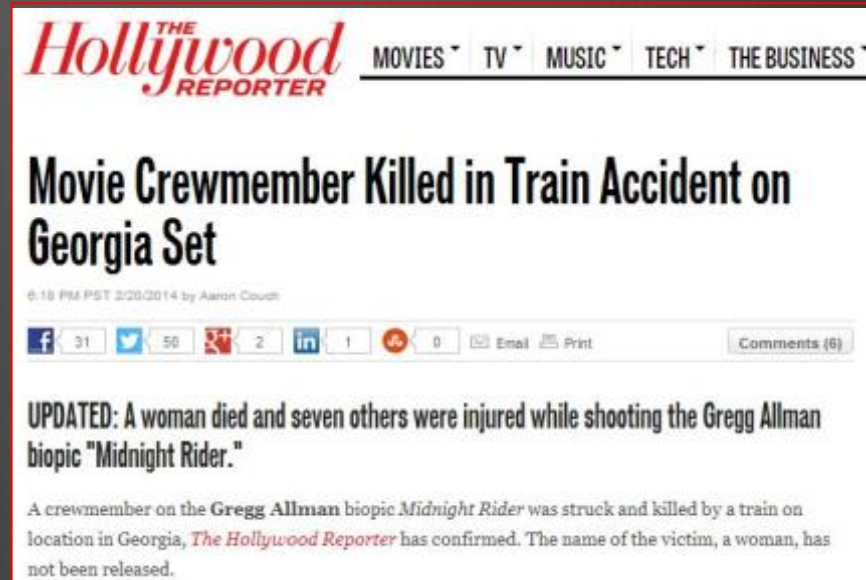 THE
Hollywood
REPORTER
MOVIES TV MUSIC TECH THE BUSINESS
Movie Crewmember Killed in Train Accident on
Georgia Set
6:18 PM PST 2/20/2014 by Aaron Couch
f 31 50 g+ 2 in 1 0 Email Print Comments (6)
UPDATED: A woman died and seven others were injured while shooting the Gregg Allman
biopic "Midnight Rider."
A crewmember on the Gregg Allman biopic Midnight Rider was struck and killed by a train on
location in Georgia, The Hollywood Reporter has confirmed. The name of the victim, a woman, has
not been released.